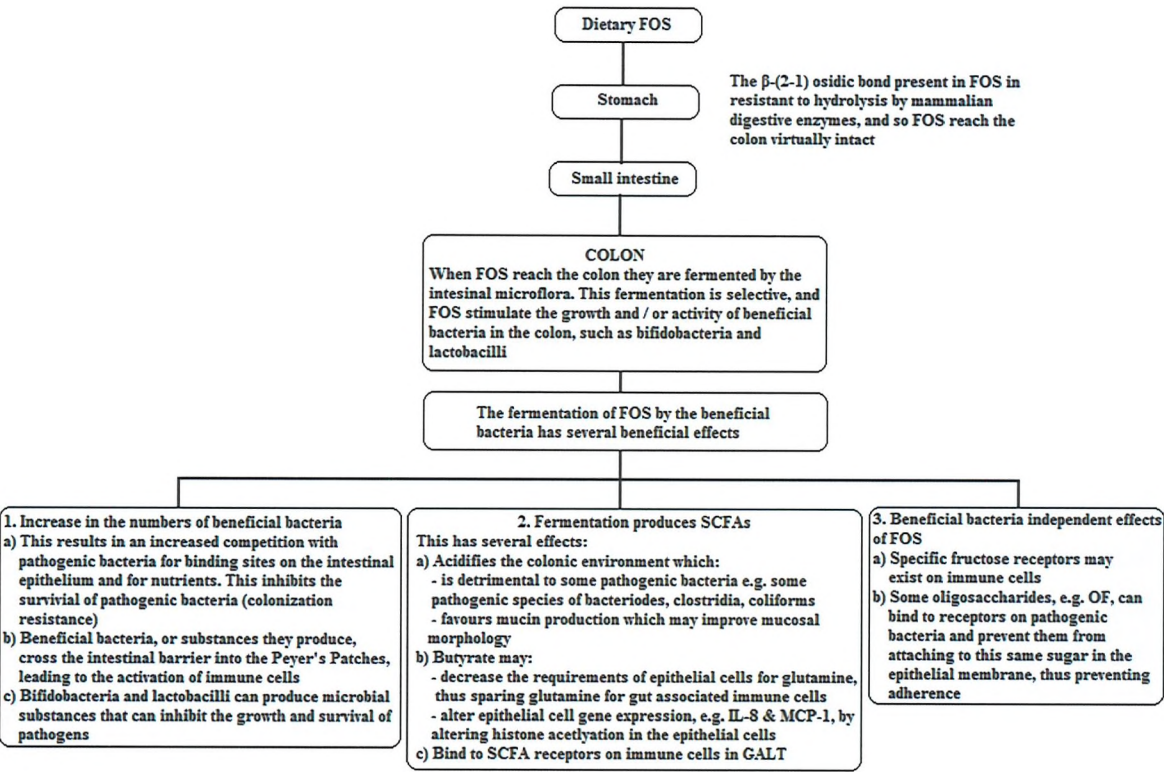 Dietary FOS
Stomach
The β-(2-1) osidic bond present in FOS in
resistant to hydrolysis by mammalian
digestive enzymes, and so FOS reach the
colon virtually intact
Small intestine
COLON
When FOS reach the colon they are fermented by the
intesinal microflora. This fermentation is selective, and
FOS stimulate the growth and / or activity of beneficial
bacteria in the colon, such as bifidobacteria and
lactobacilli
The fermentation of FOS by the beneficial
bacteria has several beneficial effects
1. Increase in the numbers of beneficial bacteria
a) This results in an increased competition with
pathogenic bacteria for binding sites on the intestinal
epithelium and for nutrients. This inhibits the
survivial of pathogenic bacteria (colonization
resistance)
b) Beneficial bacteria, or substances they produce,
cross the intestinal barrier into the Peyer's Patches,
leading to the activation of immune cells
c) Bifidobacteria and lactobacilli can produce microbial
substances that can inhibit the growth and survival of
pathogens
2. Fermentation produces SCFAs
This has several effects:
a) Acidifies the colonic environment which:
- is detrimental to some pathogenic bacteria e.g. some
pathogenic species of bacteriodes, clostridia, coliforms
- favours mucin production which may improve mucosal
morphology
b) Butyrate may:
- decrease the requirements of epithelial cells for glutamine,
thus sparing glutamine for gut associated immune cells
- alter epithelial cell gene expression, e.g. IL-8 & MCP-1, by
altering histone acetlyation in the epithelial cells
c) Bind to SCFA receptors on immune cells in GALT
3. Beneficial bacteria independent effects
of FOS
a) Specific fructose receptors may
exist on immune cells
b) Some oligosaccharides, e.g. OF, can
bind to receptors on pathogenic
bacteria and prevent them from
attaching to this same sugar in the
epithelial membrane, thus preventing
adherence